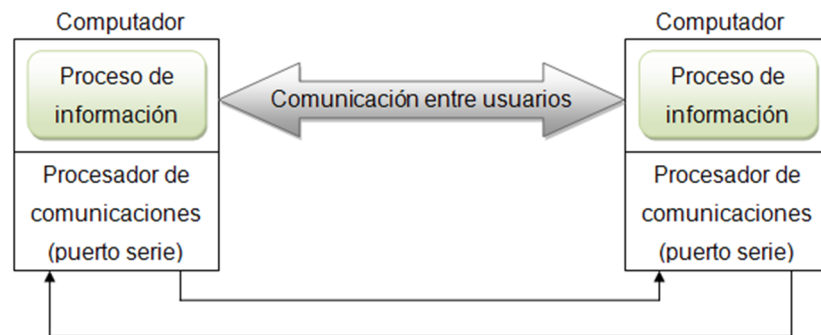 Computador
Proceso de
información
Procesador de
comunicaciones
(puerto serie)
Comunicación entre usuarios
Computador
Proceso de
información
Procesador de
comunicaciones
(puerto serie)